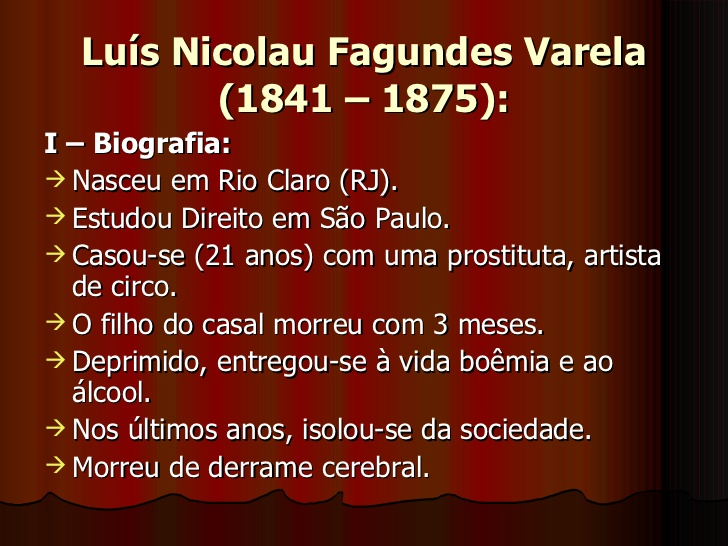 Luís Nicolau Fagundes Varela
(1841 – 1875):
I – Biografia:
→ Nasceu em Rio Claro (RJ).
→ Estudou Direito em São Paulo.
→ Casou-se (21 anos) com uma prostituta, artista
de circo.
→ O filho do casal morreu com 3 meses.
→ Deprimido, entregou-se à vida boêmia e ao
álcool.
→ Nos últimos anos, isolou-se da sociedade.
→ Morreu de derrame cerebral.